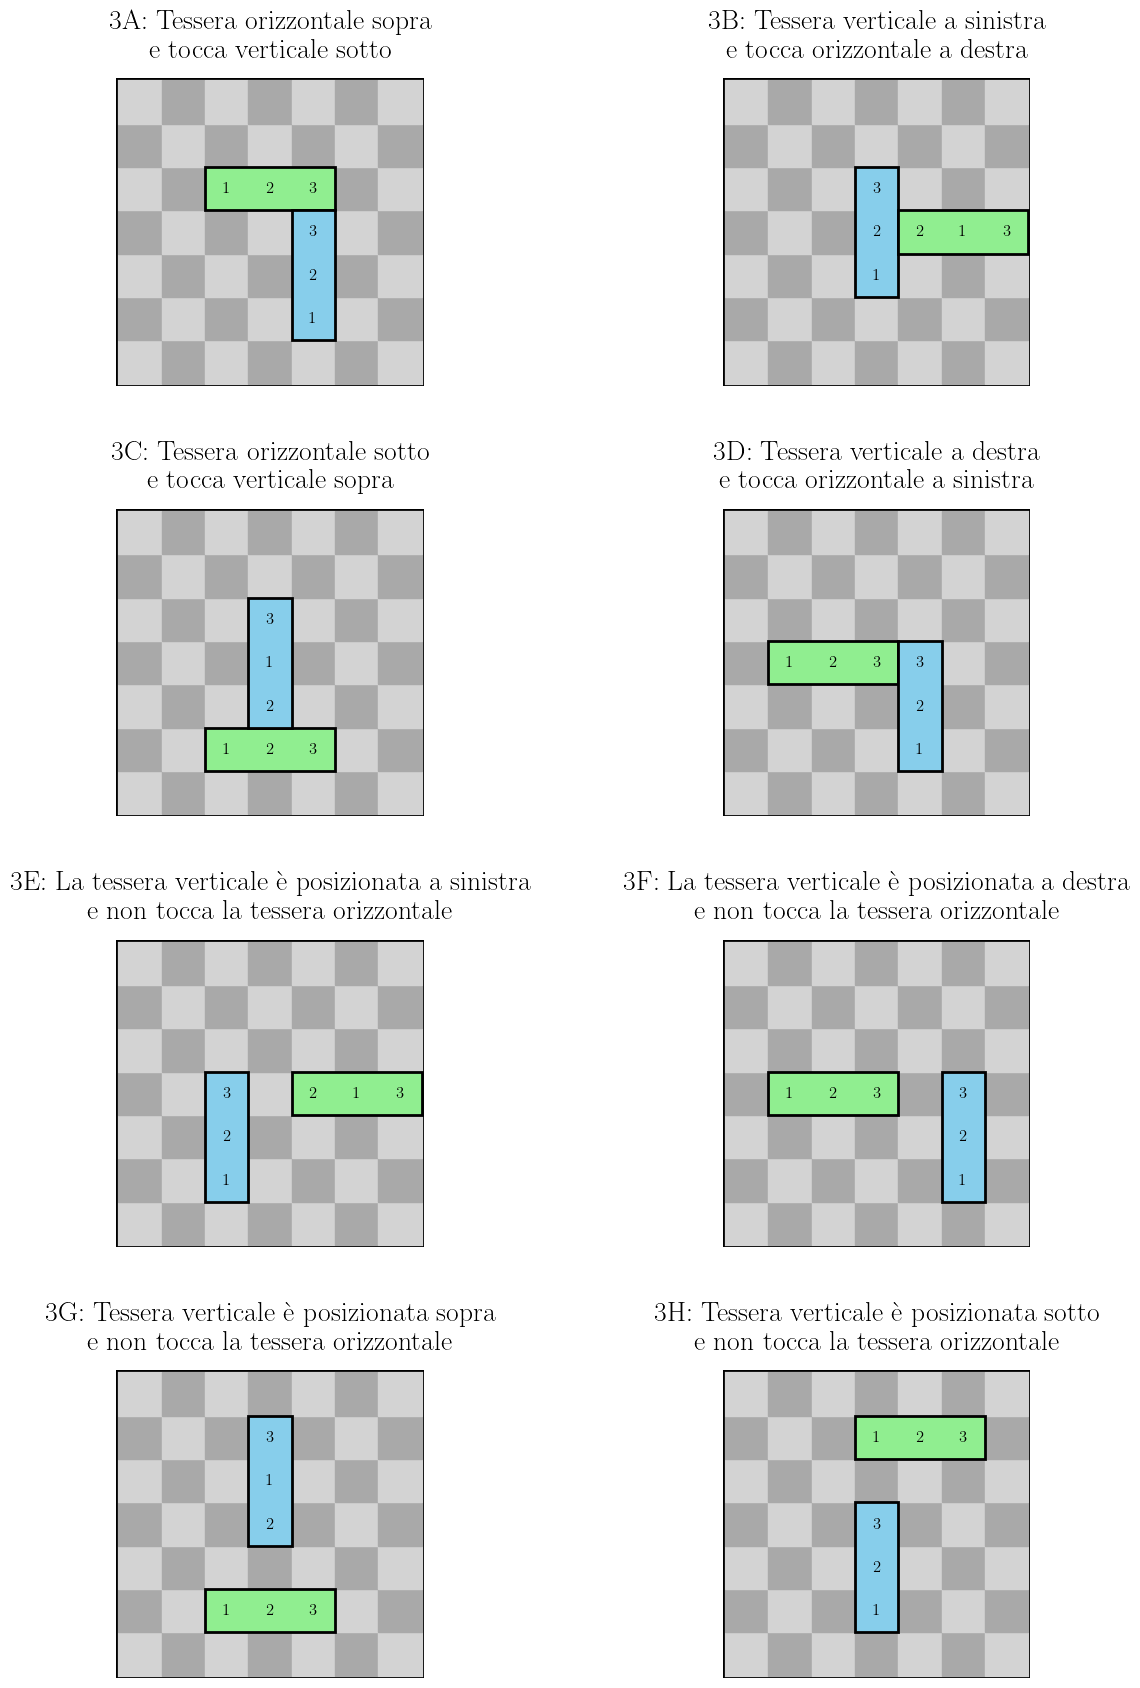 3A: Tessera orizzontale sopra
e tocca verticale sotto
1 2 3
3
2
1
3B: Tessera verticale a sinistra
e tocca orizzontale a destra
3
2 2 1 3
1
3C: Tessera orizzontale sotto
e tocca verticale sopra
3
1
2
1 2 3
3D: Tessera verticale a destra
e tocca orizzontale a sinistra
1 2 3 3
2
1
3E: La tessera verticale è posizionata a sinistra
e non tocca la tessera orizzontale
3 2 1 3
2
1
3F: La tessera verticale è posizionata a destra
e non tocca la tessera orizzontale
1 2 3 3
2
1
3G: Tessera verticale è posizionata sopra
e non tocca la tessera orizzontale
3
1
2
1 2 3
3H: Tessera verticale è posizionata sotto
e non tocca la tessera orizzontale
1 2 3
3
2
1